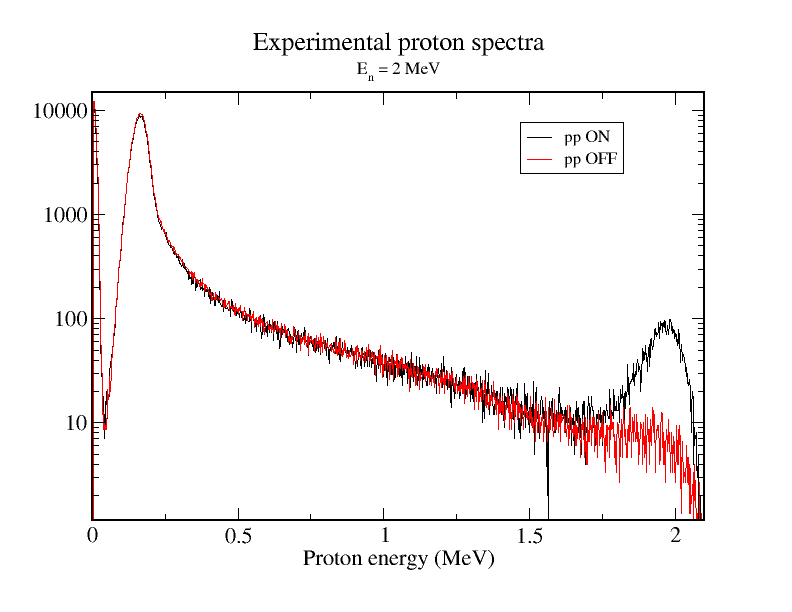 Experimental proton spectra
En = 2 MeV
10000
1000
100
10
pp ON
pp OFF
0 0.5 1 1.5 2
Proton energy (MeV)